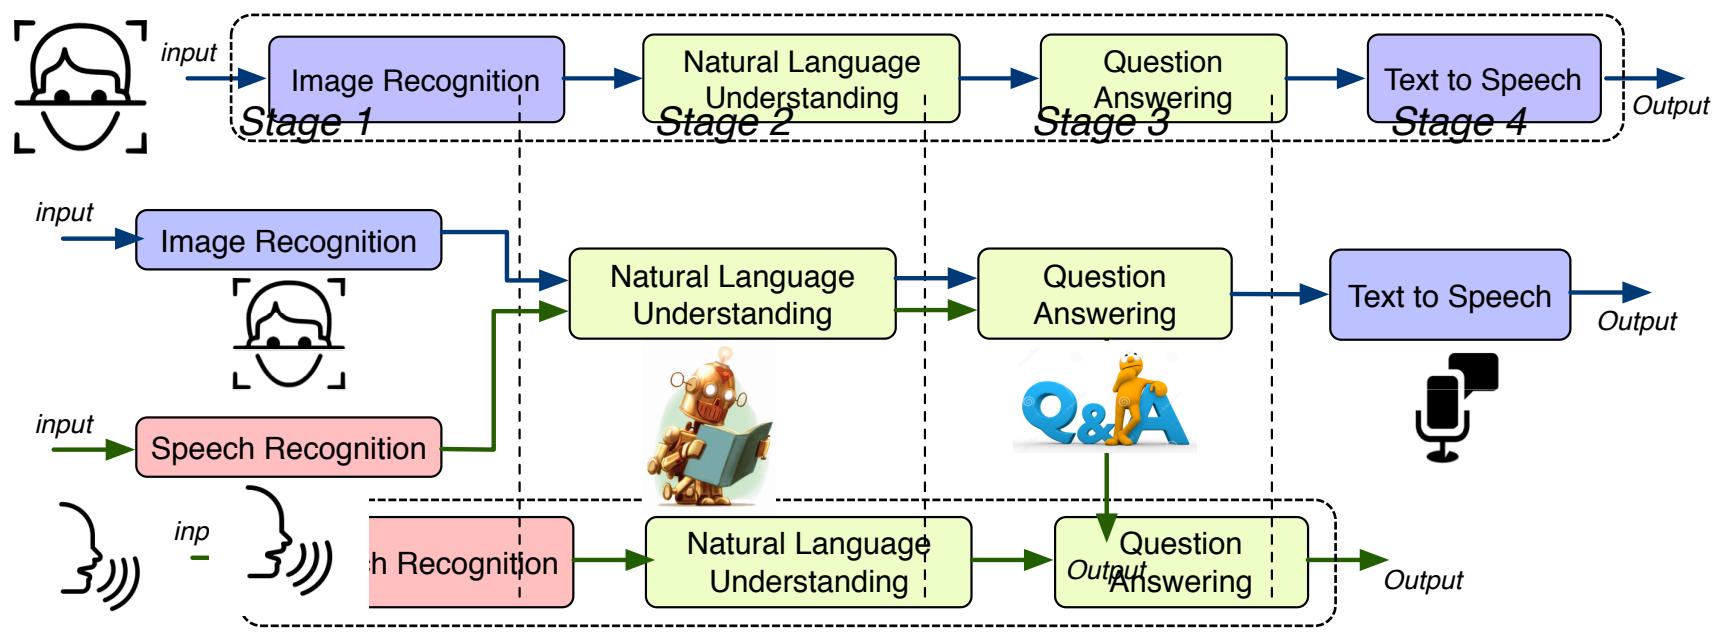 input
Image Recognition
Natural Language
Understanding
Question
Answering
Text to Speech
Output
Stage 1
Stage 2
Stage 3
Stage 4
input
Image Recognition
Natural Language
Understanding
Question
Answering
Text to Speech
Output
input
Speech Recognition
Q&A
inp
h Recognition
Natural Language
Understanding
Output
Question
Answering
Output